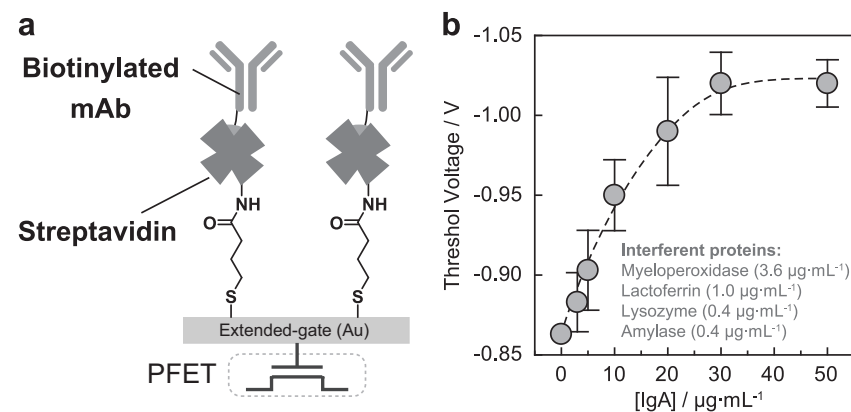 a
Biotinylated
mAb
Streptavidin
NH
O
S
NH
O
S
Extended-gate (Au)
PFET
b
Threshol Voltage / V
-1.05
-1.00
-0.95
-0.90
-0.85
Interferent proteins:
Myeloperoxidase (3.6 µg·mL⁻¹)
Lactoferrin (1.0 µg·mL⁻¹)
Lysozyme (0.4 µg·mL⁻¹)
Amylase (0.4 µg·mL⁻¹)
0 10 20 30 40 50
[IgA] / µg·mL⁻¹